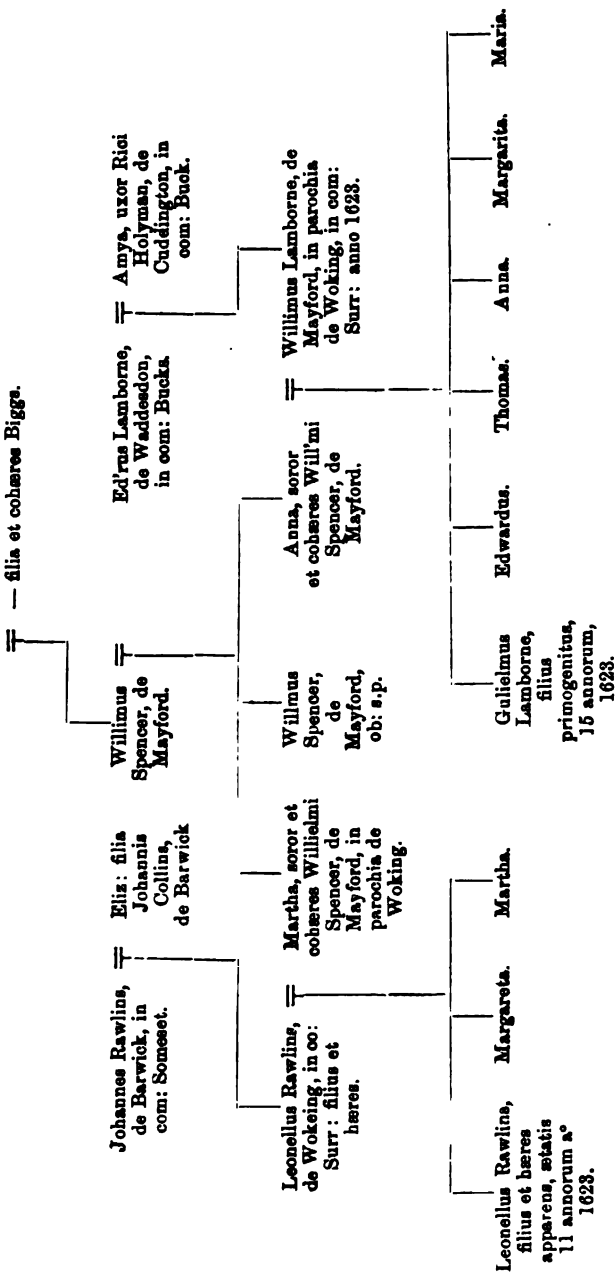 — filia et cohæres Biggs.
Johannes Rawlins,
de Barwick, in
com: Someset.
Eliz: filia
Johannis
Collins,
de Barwick
Willimus
Spencer, de
Mayford.
Ed'rus Lamborne,
de Waddesdon,
in com: Bucks.
Amya, uxor Rici
Holyman, de
Cuddington, in
com: Buck.
Leonellus Rawlins,
de Wokeing, in co:
Surr: filius et
hæres.
Martha, soror et
cohæres Willielmi
Spencer, de
Mayford, in
parochia de
Woking.
Willmus
Spencer,
de
Mayford,
ob: s.p.
Anna, soror
et cohæres Will'mi
Spencer, de
Mayford.
Willimus Lamborne, de
Mayford, in parochia
de Woking, in com:
Surr: anno 1623.
Leonellus Rawlins,
filius et hæres
apparens, ætatis
11 annorum aº
1623.
Margareta.
Martha.
Gulielmus
Lamborne,
filius
primogenitus,
15 annorum,
1623.
Edwardus.
Thomas.
Anna.
Margarita.
Maria.